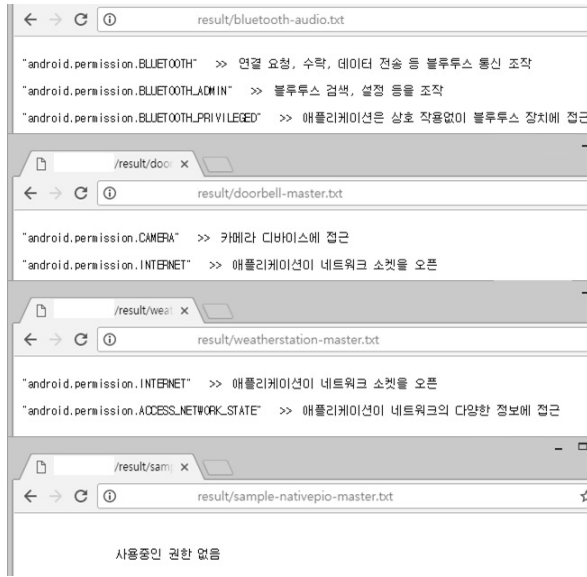 result/bluetooth-audio.txt
"android.permission.BLUETOOTH" >> 연결 요청, 수락, 데이터 전송 등 블루투스 통신 조작
"android.permission.BLUETOOTH_ADMIN" >> 블루투스 검색, 설정 등을 조작
"android.permission.BLUETOOTH_PRIVILEGED" >> 애플리케이션은 상호 작용없이 블루투스 장치에 접근
/result/door
result/doorbell-master.txt
"android.permission.CAMERA" >> 카메라 디바이스에 접근
"android.permission.INTERNET" >> 애플리케이션이 네트워크 소켓을 오픈
/result/weat
result/weatherstation-master.txt
"android.permission.INTERNET" >> 애플리케이션이 네트워크 소켓을 오픈
"android.permission.ACCESS_NETWORK_STATE" >> 애플리케이션이 네트워크의 다양한 정보에 접근
/result/sam
result/sample-nativepio-master.txt
사용중인 권한 없음